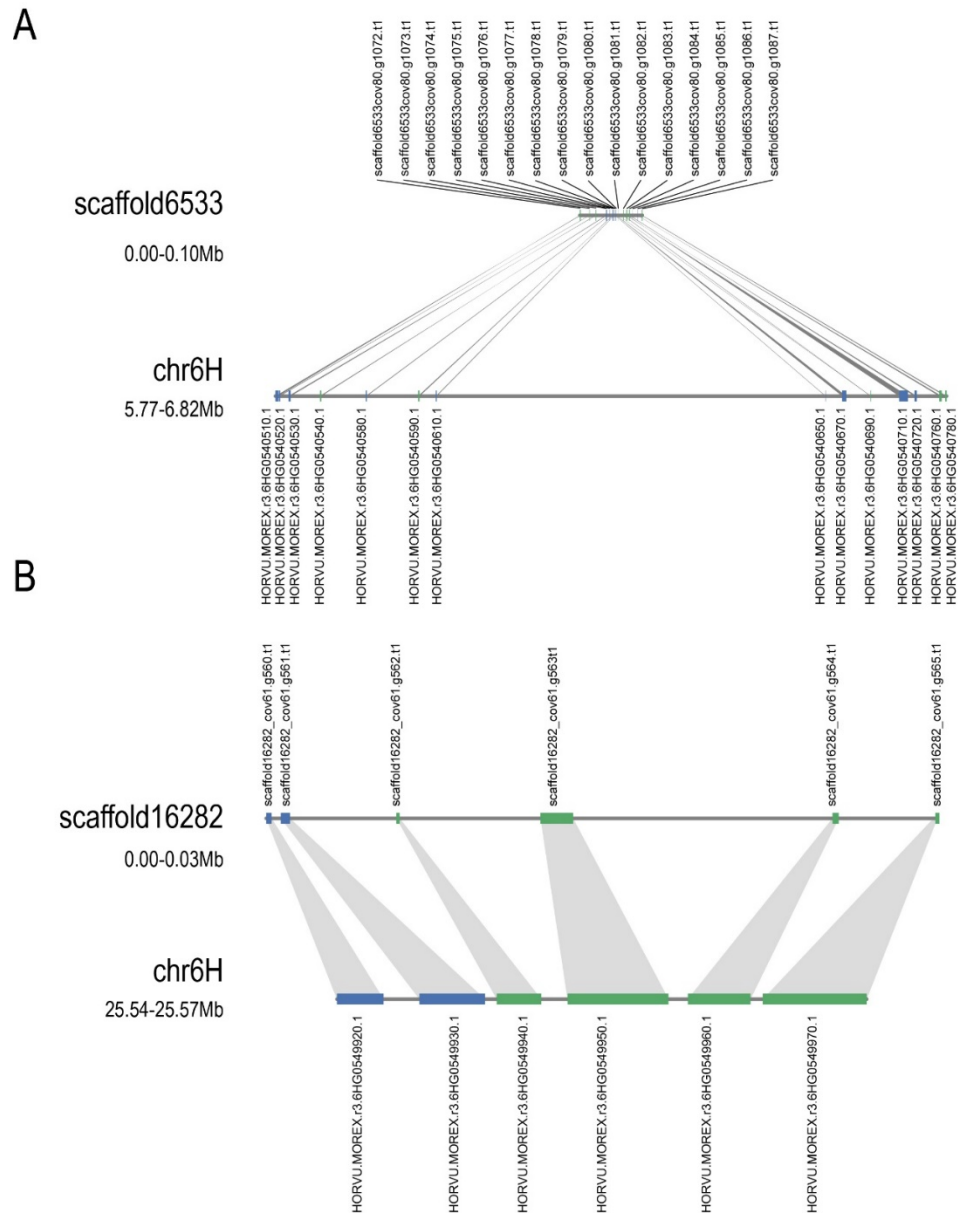 A
scaffold6533cov80.g1072.t1
scaffold6533cov80.g1073.t1
scaffold6533cov80.g1074.t1
scaffold6533cov80.g1075.t1
scaffold6533cov80.g1076.t1
scaffold6533cov80.g1077.t1
scaffold6533cov80.g1078.t1
scaffold6533cov80.g1079.t1
scaffold6533cov80.g1080.t1
scaffold6533cov80.g1081.t1
scaffold6533cov80.g1082.t1
scaffold6533cov80.g1083.t1
scaffold6533cov80.g1084.t1
scaffold6533cov80.g1085.t1
scaffold6533cov80.g1086.t1
scaffold6533cov80.g1087.t1
scaffold6533
0.00-0.10Mb
chr6H
5.77-6.82Mb
HORVU.MOREX.r3.6HG0540510.1
HORVU.MOREX.r3.6HG0540520.1
HORVU.MOREX.r3.6HG0540530.1
HORVU.MOREX.r3.6HG0540540.1
HORVU.MOREX.r3.6HG0540580.1
HORVU.MOREX.r3.6HG0540590.1
HORVU.MOREX.r3.6HG0540610.1
HORVU.MOREX.r3.6HG0540650.1
HORVU.MOREX.r3.6HG0540670.1
HORVU.MOREX.r3.6HG0540690.1
HORVU.MOREX.r3.6HG0540710.1
HORVU.MOREX.r3.6HG0540720.1
HORVU.MOREX.r3.6HG0540760.1
HORVU.MOREX.r3.6HG0540780.1
B
scaffold16282_cov61.g560.t1
scaffold16282_cov61.g561.t1
scaffold16282_cov61.g562.t1
scaffold16282_cov61.g563t1
scaffold16282_cov61.g564.t1
scaffold16282_cov61.g565.t1
scaffold16282
0.00-0.03Mb
chr6H
25.54-25.57Mb
HORVU.MOREX.r3.6HG0549920.1
HORVU.MOREX.r3.6HG0549930.1
HORVU.MOREX.r3.6HG0549940.1
HORVU.MOREX.r3.6HG0549950.1
HORVU.MOREX.r3.6HG0549960.1
HORVU.MOREX.r3.6HG0549970.1